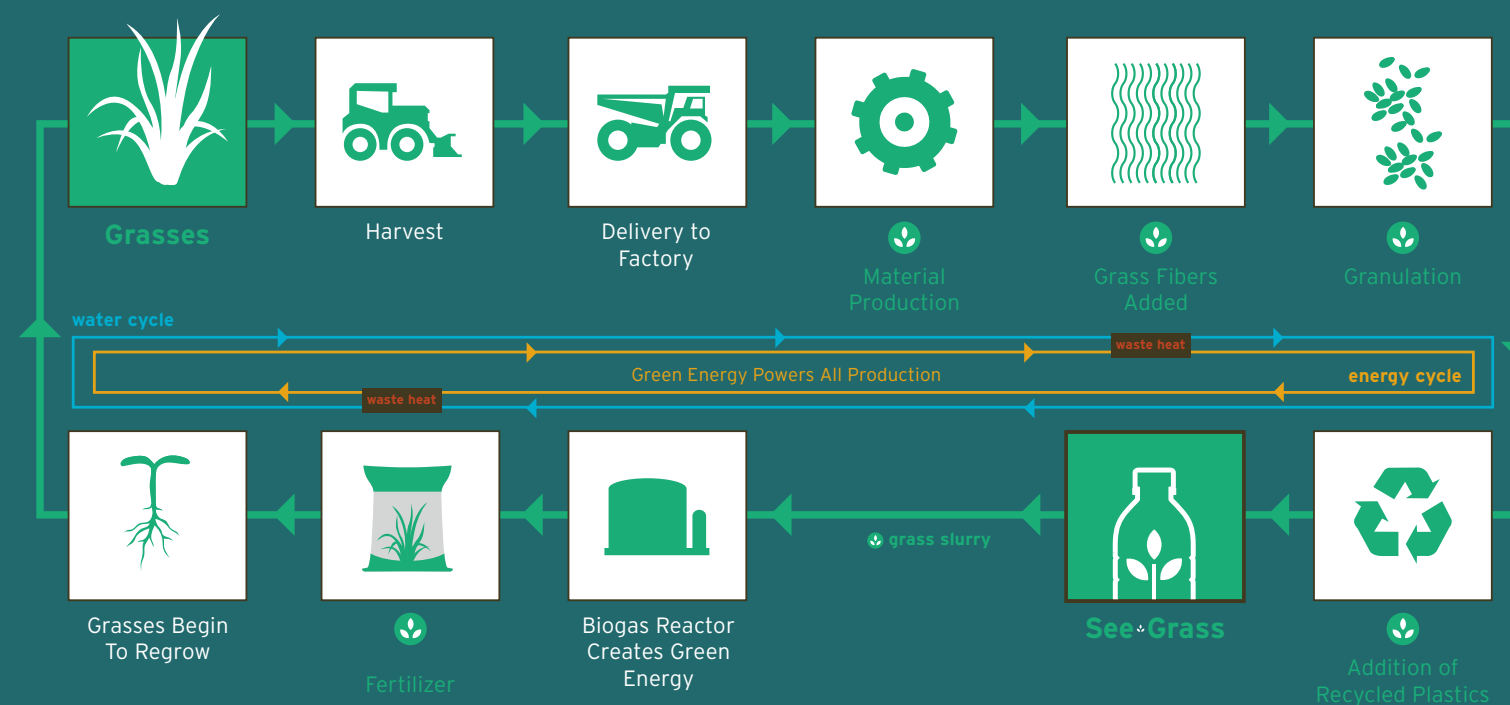 Grasses
Harvest
Delivery to
Factory
Material
Production
Grass Fibers
Added
Granulation
water cycle
waste heat
Green Energy Powers All Production
energy cycle
waste heat
grass slurry
Grasses Begin
To Regrow
Fertilizer
Biogas Reactor
Creates Green
Energy
See Grass
Addition of
Recycled Plastics